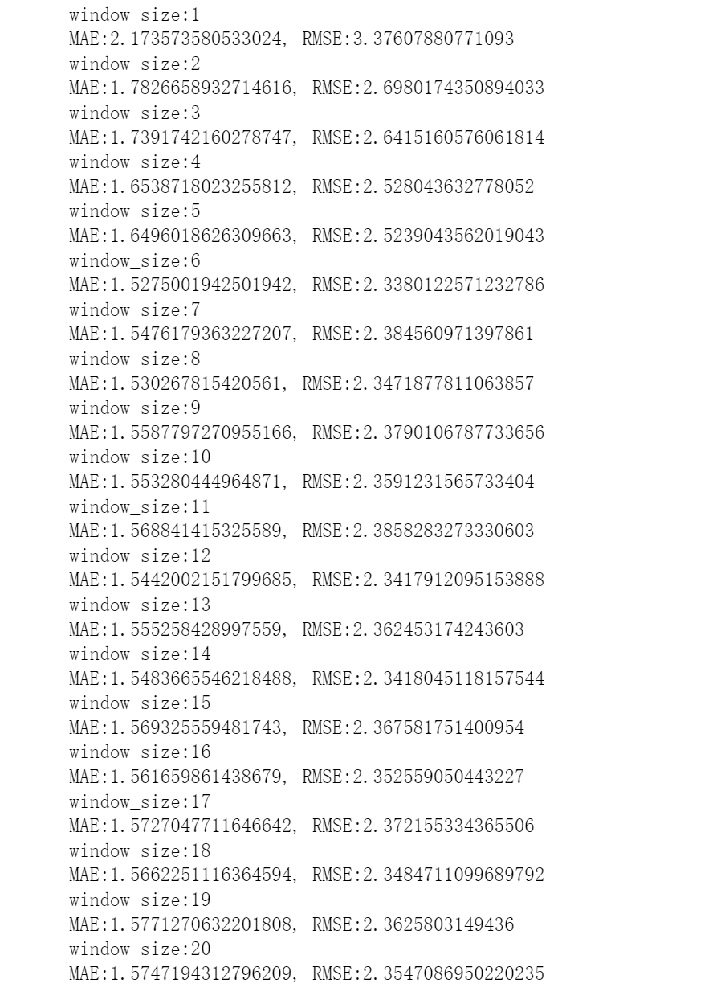 window_size:1
MAE:2.173573580533024, RMSE:3.37607880771093
window_size:2
MAE:1.7826658932714616, RMSE:2.6980174350894033
window_size:3
MAE:1.7391742160278747, RMSE:2.6415160576061814
window_size:4
MAE:1.6538718023255812, RMSE:2.528043632778052
window_size:5
MAE:1.6496018626309663, RMSE:2.5239043562019043
window_size:6
MAE:1.5275001942501942, RMSE:2.3380122571232786
window_size:7
MAE:1.5476179363227207, RMSE:2.384560971397861
window_size:8
MAE:1.530267815420561, RMSE:2.3471877811063857
window_size:9
MAE:1.5587797270955166, RMSE:2.3790106787733656
window_size:10
MAE:1.553280444964871, RMSE:2.3591231565733404
window_size:11
MAE:1.568841415325589, RMSE:2.3858283273330603
window_size:12
MAE:1.5442002151799685, RMSE:2.3417912095153888
window_size:13
MAE:1.555258428997559, RMSE:2.362453174243603
window_size:14
MAE:1.5483665546218488, RMSE:2.3418045118157544
window_size:15
MAE:1.569325559481743, RMSE:2.367581751400954
window_size:16
MAE:1.561659861438679, RMSE:2.352559050443227
window_size:17
MAE:1.5727047711646642, RMSE:2.372155334365506
window_size:18
MAE:1.5662251116364594, RMSE:2.3484711099689792
window_size:19
MAE:1.5771270632201808, RMSE:2.3625803149436
window_size:20
MAE:1.5747194312796209, RMSE:2.3547086950220235